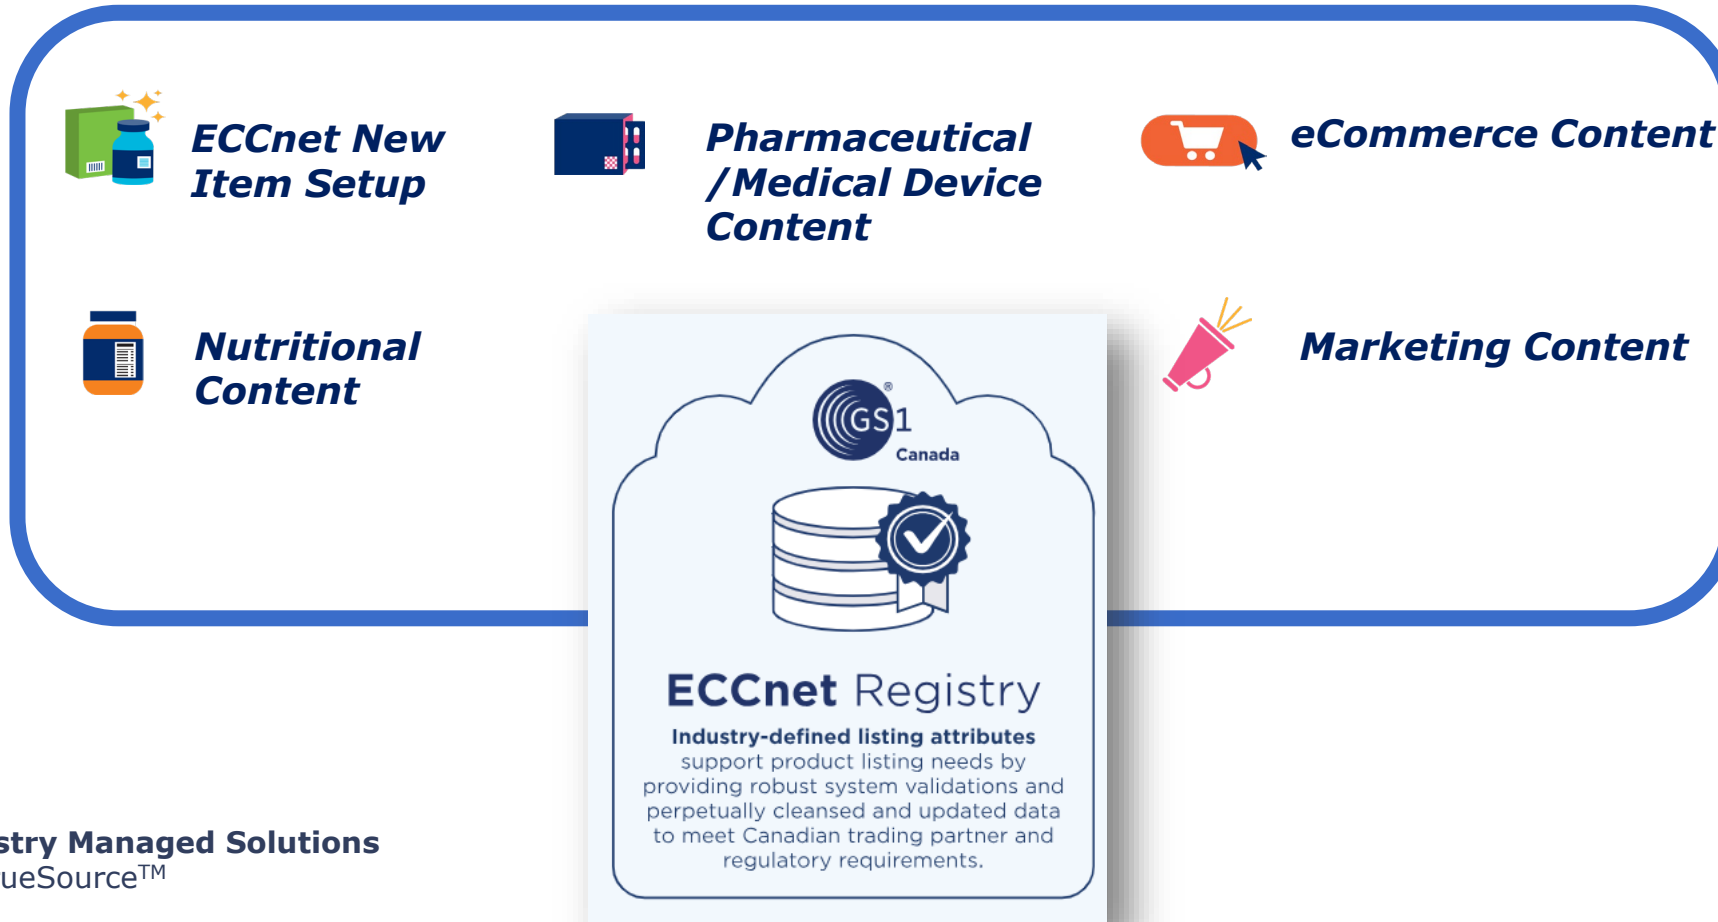 ECCnet New
Item Setup
Pharmaceutical
/Medical Device
Content
eCommerce Content
Nutritional
Content
Marketing Content
GS1
®
Canada
ECCnet Registry
Industry-defined listing attributes
support product listing needs by
providing robust system validations and
perpetually cleansed and updated data
to meet Canadian trading partner and
regulatory requirements.
stry Managed Solutions
ueSource™